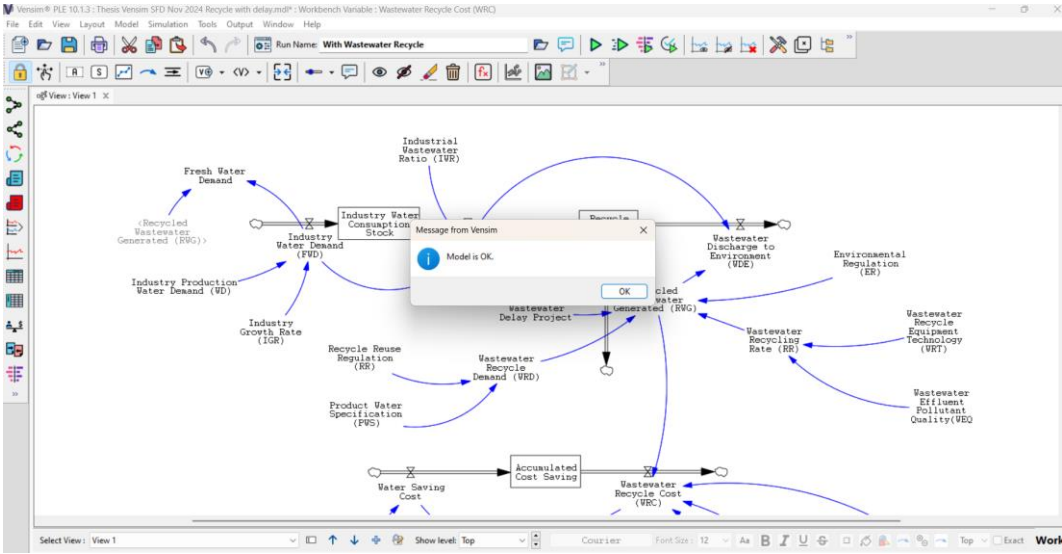 Vensim® PLE 10.1.3 : Thesis Vensim SFD Nov 2024 Recycle with delay.mdl* : Workbench Variable : Wastewater Recycle Cost (WRC)
File Edit View Layout Model Simulation Tools Output Window Help
Run Name: With Wastewater Recycle
View : View 1
Industrial
Wastewater
Ratio (IWR)
Fresh Water
Demand
<Recycled
Wastewater
Generated (RWG)>
Industry Water
Consumption
Stock
Recycle
Industry
Water Demand
(FWD)
Message from Vensim
Model is OK.
OK
Wastewater
Discharge to
Environment
(WDE)
Environmental
Regulation
(ER)
Industry Production
Water Demand (WD)
cled
water
Generated (RWG)
Wastewater
Delay Project
Industry
Growth Rate
(IGR)
Wastewater
Recycling
Rate (RR)
Wastewater
Recycle
Equipment
Technology
(WRT)
Recycle Reuse
Regulation
(RR)
Wastewater
Recycle
Demand (WRD)
Product Water
Specification
(PWS)
Wastewater
Effluent
Pollutant
Quality(WEQ
Accumulated
Cost Saving
Water Saving
Cost
Wastewater
Recycle Cost
(WRC)
Select View: View 1 Show level: Top Courier Font Size: 12 Aa B I U S Top Exact Work